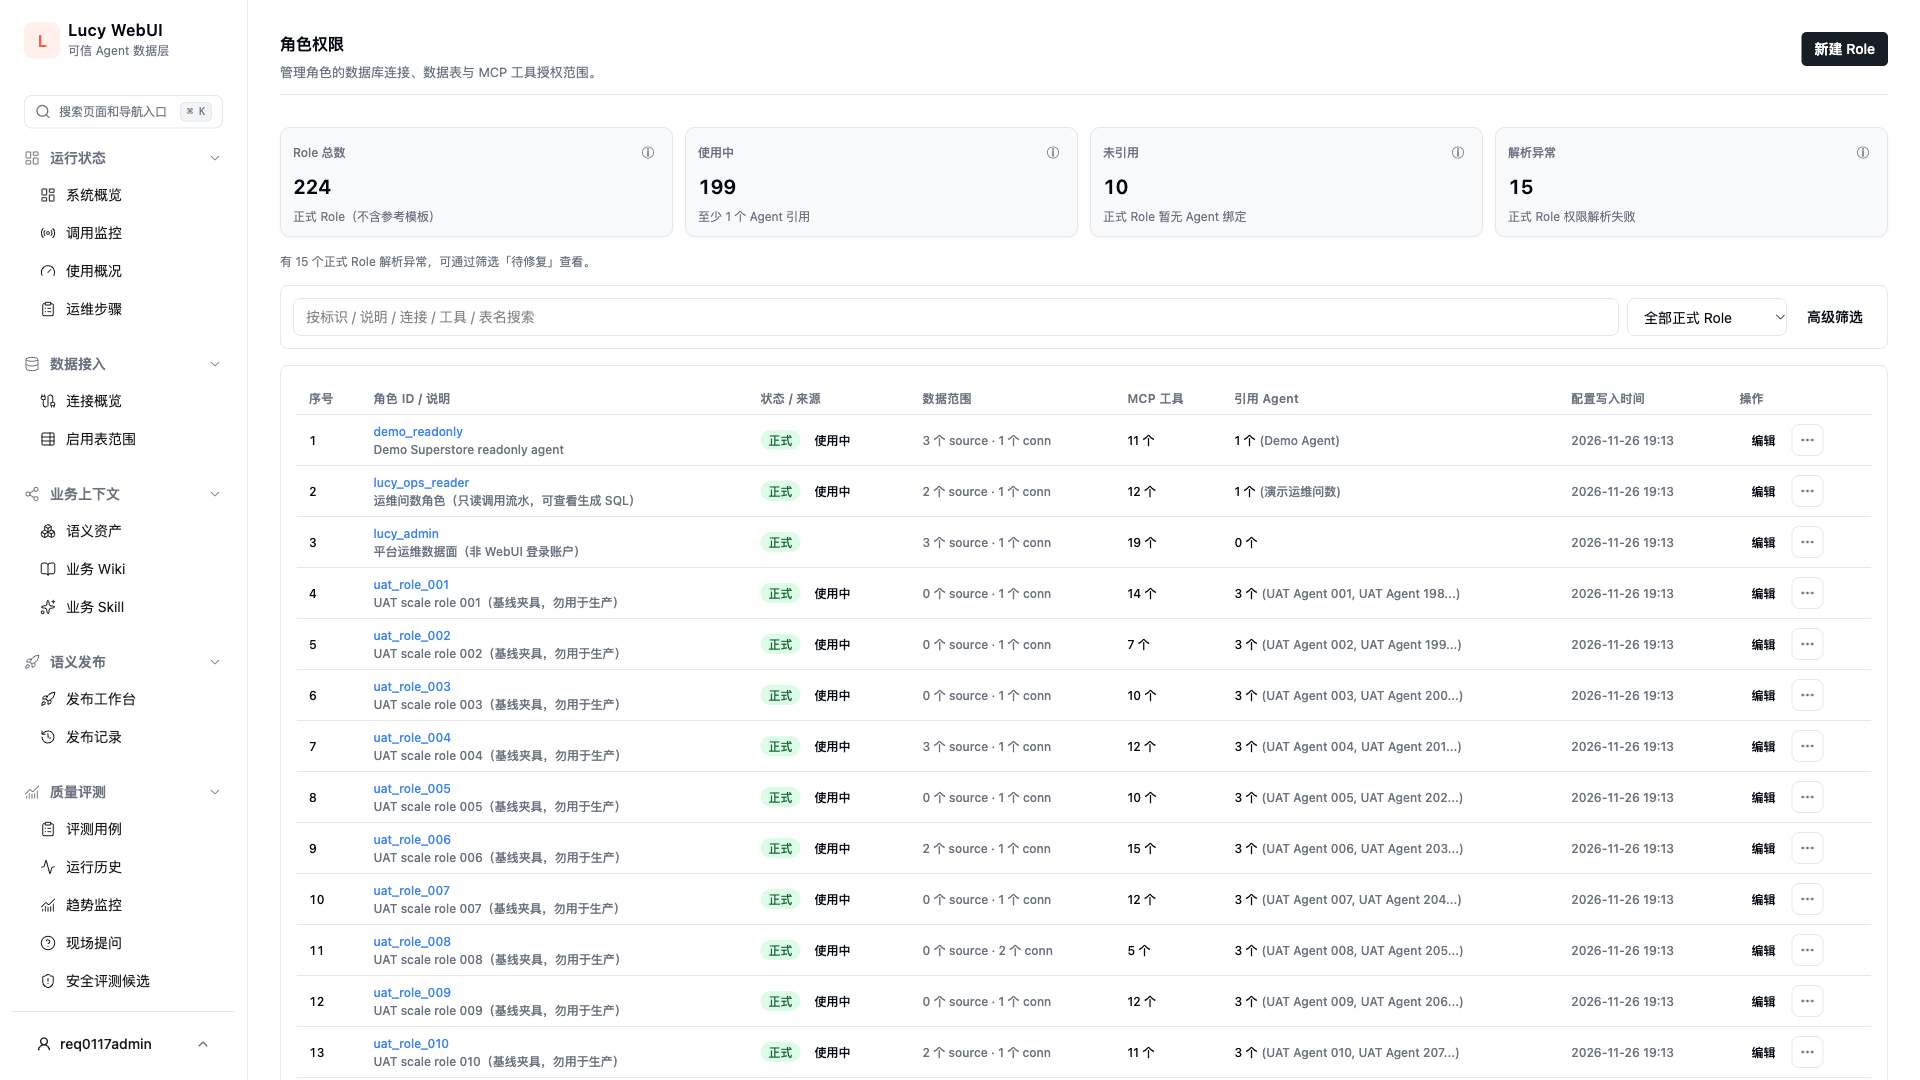 L
Lucy WebUI
可信 Agent 数据层
搜索页面和导航入口
⌘ K
运行状态
系统概览
调用监控
使用概况
运维步骤
数据接入
连接概览
启用表范围
业务上下文
语义资产
业务 Wiki
业务 Skill
语义发布
发布工作台
发布记录
质量评测
评测用例
运行历史
趋势监控
现场提问
安全评测候选
req0117admin
角色权限
管理角色的数据库连接、数据表与 MCP 工具授权范围。
新建 Role
Role 总数
224
正式 Role（不含参考模板）
使用中
199
至少 1 个 Agent 引用
未引用
10
正式 Role 暂无 Agent 绑定
解析异常
15
正式 Role 权限解析失败
有 15 个正式 Role 解析异常，可通过筛选「待修复」查看。
按标识 / 说明 / 连接 / 工具 / 表名搜索
全部正式 Role
高级筛选
序号 角色 ID / 说明 状态 / 来源 数据范围 MCP 工具 引用 Agent 配置写入时间 操作
1 demo_readonly 正式 使用中 3 个 source · 1 个 conn 11 个 1 个 (Demo Agent) 2026-11-26 19:13 编辑 ···
Demo Superstore readonly agent
2 lucy_ops_reader 正式 使用中 2 个 source · 1 个 conn 12 个 1 个 (演示运维问数) 2026-11-26 19:13 编辑 ···
运维问数角色（只读调用流水，可查看生成 SQL）
3 lucy_admin 正式 3 个 source · 1 个 conn 19 个 0 个 2026-11-26 19:13 编辑 ···
平台运维数据面（非 WebUI 登录账户）
4 uat_role_001 正式 使用中 0 个 source · 1 个 conn 14 个 3 个 (UAT Agent 001, UAT Agent 198...) 2026-11-26 19:13 编辑 ···
UAT scale role 001（基线夹具，勿用于生产）
5 uat_role_002 正式 使用中 0 个 source · 1 个 conn 7 个 3 个 (UAT Agent 002, UAT Agent 199...) 2026-11-26 19:13 编辑 ···
UAT scale role 002（基线夹具，勿用于生产）
6 uat_role_003 正式 使用中 0 个 source · 1 个 conn 10 个 3 个 (UAT Agent 003, UAT Agent 200...) 2026-11-26 19:13 编辑 ···
UAT scale role 003（基线夹具，勿用于生产）
7 uat_role_004 正式 使用中 3 个 source · 1 个 conn 12 个 3 个 (UAT Agent 004, UAT Agent 201...) 2026-11-26 19:13 编辑 ···
UAT scale role 004（基线夹具，勿用于生产）
8 uat_role_005 正式 使用中 0 个 source · 1 个 conn 10 个 3 个 (UAT Agent 005, UAT Agent 202...) 2026-11-26 19:13 编辑 ···
UAT scale role 005（基线夹具，勿用于生产）
9 uat_role_006 正式 使用中 2 个 source · 1 个 conn 15 个 3 个 (UAT Agent 006, UAT Agent 203...) 2026-11-26 19:13 编辑 ···
UAT scale role 006（基线夹具，勿用于生产）
10 uat_role_007 正式 使用中 0 个 source · 1 个 conn 12 个 3 个 (UAT Agent 007, UAT Agent 204...) 2026-11-26 19:13 编辑 ···
UAT scale role 007（基线夹具，勿用于生产）
11 uat_role_008 正式 使用中 0 个 source · 2 个 conn 5 个 3 个 (UAT Agent 008, UAT Agent 205...) 2026-11-26 19:13 编辑 ···
UAT scale role 008（基线夹具，勿用于生产）
12 uat_role_009 正式 使用中 0 个 source · 1 个 conn 12 个 3 个 (UAT Agent 009, UAT Agent 206...) 2026-11-26 19:13 编辑 ···
UAT scale role 009（基线夹具，勿用于生产）
13 uat_role_010 正式 使用中 2 个 source · 1 个 conn 11 个 3 个 (UAT Agent 010, UAT Agent 207...) 2026-11-26 19:13 编辑 ···
UAT scale role 010（基线夹具，勿用于生产）